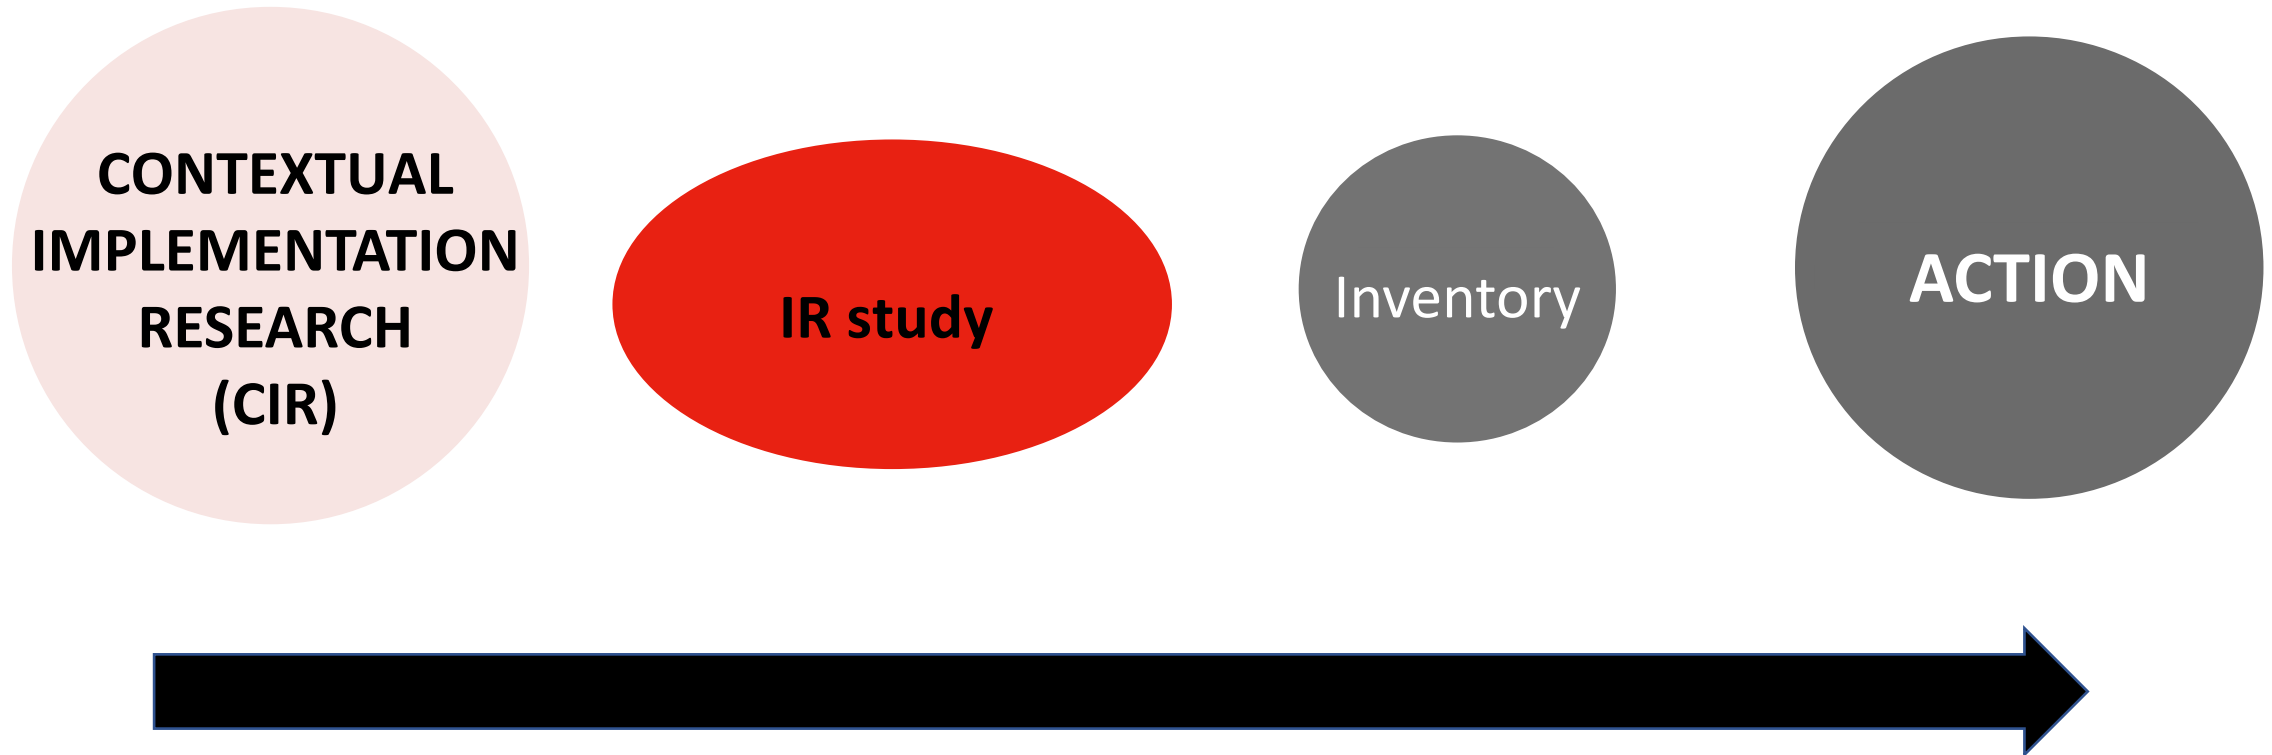 CONTEXTUAL
IMPLEMENTATION
RESEARCH
(CIR)
IR study
Inventory
ACTION